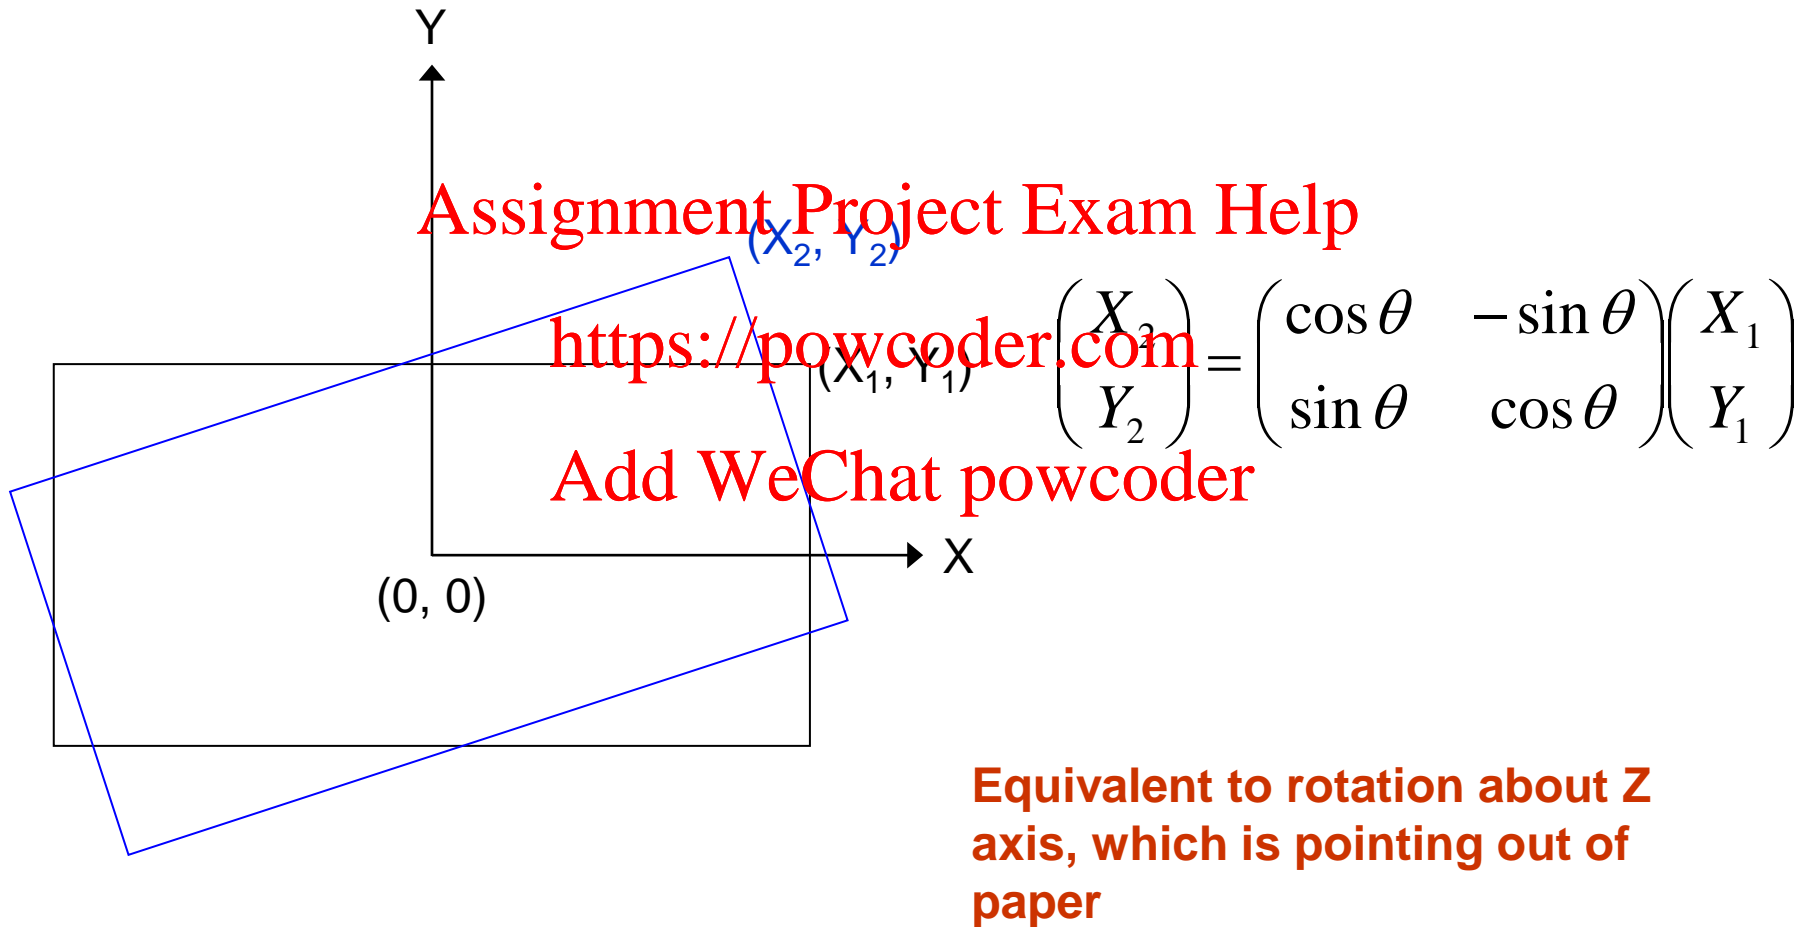 Y
Assignment Project Exam Help
(X₂, Y₂)
https://powcoder.com
(X₁, Y₁)
(X₂ Y₂) = (cos θ − sin θ sin θ cos θ) (X₁ Y₁)
Add WeChat powcoder
X
(0, 0)
Equivalent to rotation about Z
axis, which is pointing out of
paper